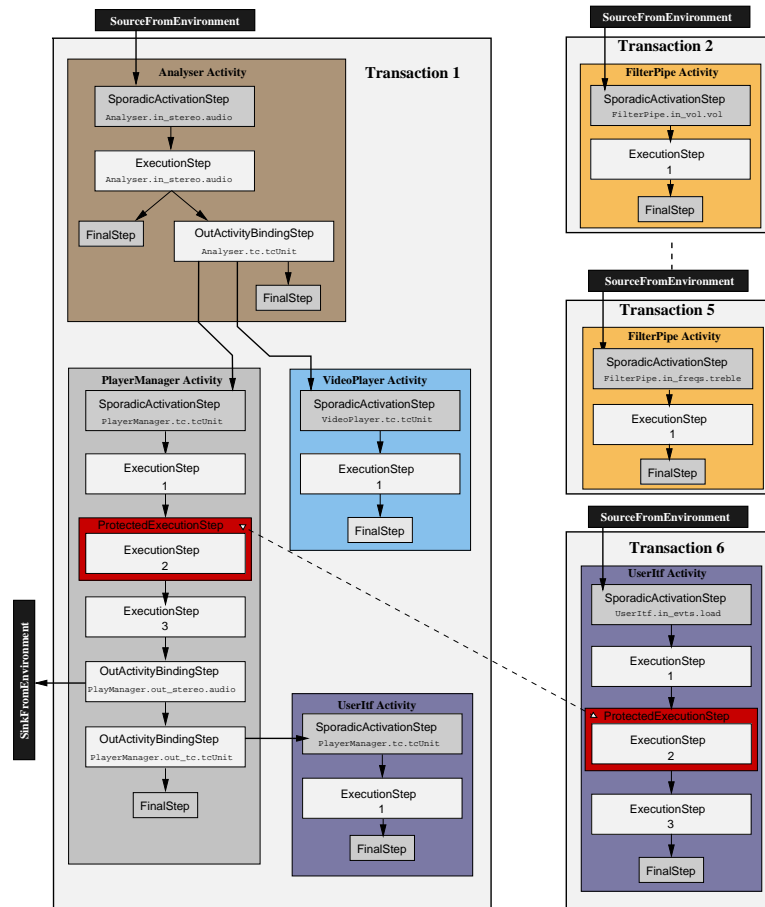 SourceFromEnvironment
Transaction 1
Analyser Activity
SporadicActivationStep
Analyser.in_stereo.audio
ExecutionStep
Analyser.in_stereo.audio
FinalStep
OutActivityBindingStep
Analyser.tc.tcUnit
FinalStep
PlayerManager Activity
SporadicActivationStep
PlayerManager.tc.tcUnit
ExecutionStep
1
ProtectedExecutionStep
ExecutionStep
2
ExecutionStep
3
OutActivityBindingStep
PlayManager.out_stereo.audio
OutActivityBindingStep
PlayerManager.out_tc.tcUnit
FinalStep
SinkFromEnvironment
VideoPlayer Activity
SporadicActivationStep
VideoPlayer.tc.tcUnit
ExecutionStep
1
FinalStep
UserItf Activity
SporadicActivationStep
PlayerManager.tc.tcUnit
ExecutionStep
1
FinalStep
SourceFromEnvironment
Transaction 2
FilterPipe Activity
SporadicActivationStep
FilterPipe.in_vol.vol
ExecutionStep
1
FinalStep
SourceFromEnvironment
Transaction 5
FilterPipe Activity
SporadicActivationStep
FilterPipe.in_freqs.treble
ExecutionStep
1
FinalStep
SourceFromEnvironment
Transaction 6
UserItf Activity
SporadicActivationStep
UserItf.in_evts.load
ExecutionStep
1
ProtectedExecutionStep
ExecutionStep
2
ExecutionStep
3
FinalStep